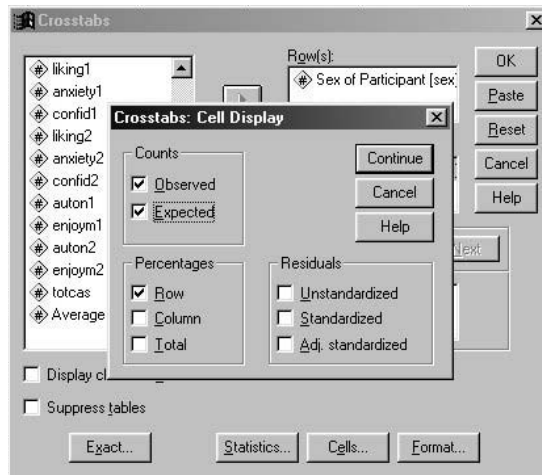 Crosstabs
liking1
anxiety1
confid1
liking2
anxiety2
confid2
auton1
enjoym1
auton2
enjoym2
totcas
Average
Row(s):
Sex of Participant [sex]
OK
Paste
Reset
Cancel
Help
Crosstabs: Cell Display
Counts
Observed
Expected
Continue
Cancel
Help
Percentages
Row
Column
Total
Residuals
Unstandardized
Standardized
Adj. standardized
Next
Display
Suppress tables
Exact...
Statistics...
Cells...
Format...